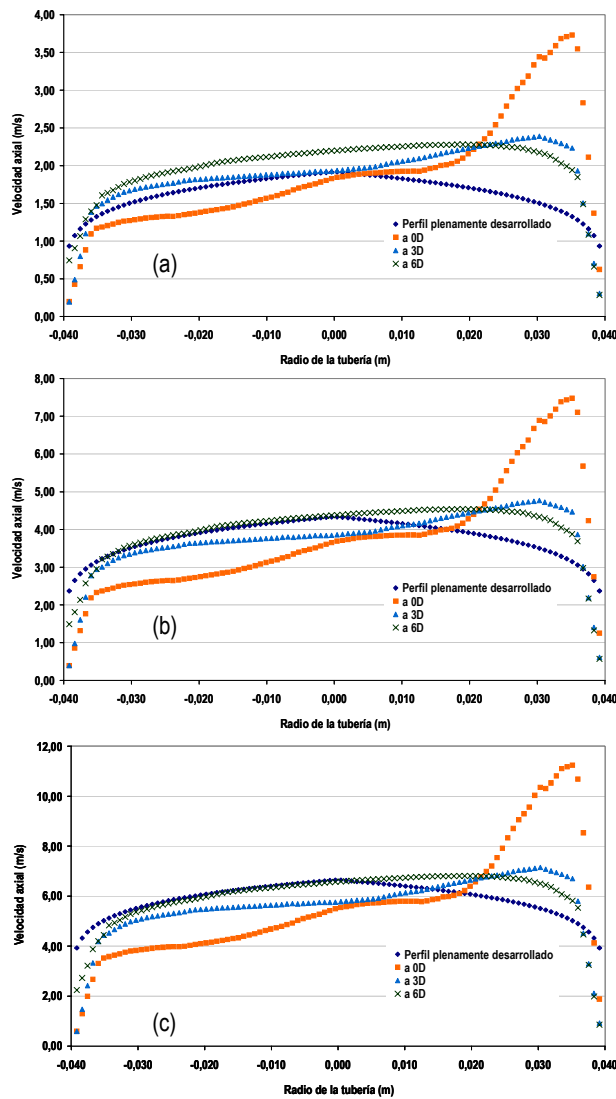 4,00
3,50
3,00
2,50
2,00
1,50
1,00
0,50
0,00
Velocidad axial (m/s)
Perfil plenamente desarrollado
a 0D
a 3D
a 6D
(a)
-0,040 -0,030 -0,020 -0,010 0,000 0,010 0,020 0,030 0,040
Radio de la tubería (m)
8,00
7,00
6,00
5,00
4,00
3,00
2,00
1,00
0,00
Velocidad axial (m/s)
Perfil plenamente desarrollado
a 0D
a 3D
a 6D
(b)
-0,040 -0,030 -0,020 -0,010 0,000 0,010 0,020 0,030 0,040
Radio de la tubería (m)
12,00
10,00
8,00
6,00
4,00
2,00
0,00
Velocidad axial (m/s)
Perfil plenamente desarrollado
a 0D
a 3D
a 6D
(c)
-0,040 -0,030 -0,020 -0,010 0,000 0,010 0,020 0,030 0,040
Radio de la tubería (m)